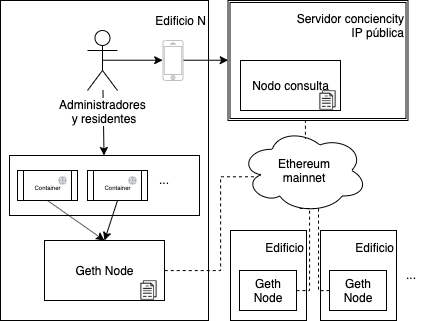 Edificio N
Administradores
y residentes
Container
Container
...
Geth Node
Servidor conciencity
IP pública
Nodo consulta
Ethereum
mainnet
Edificio
Geth
Node
Edificio
Geth
Node
...